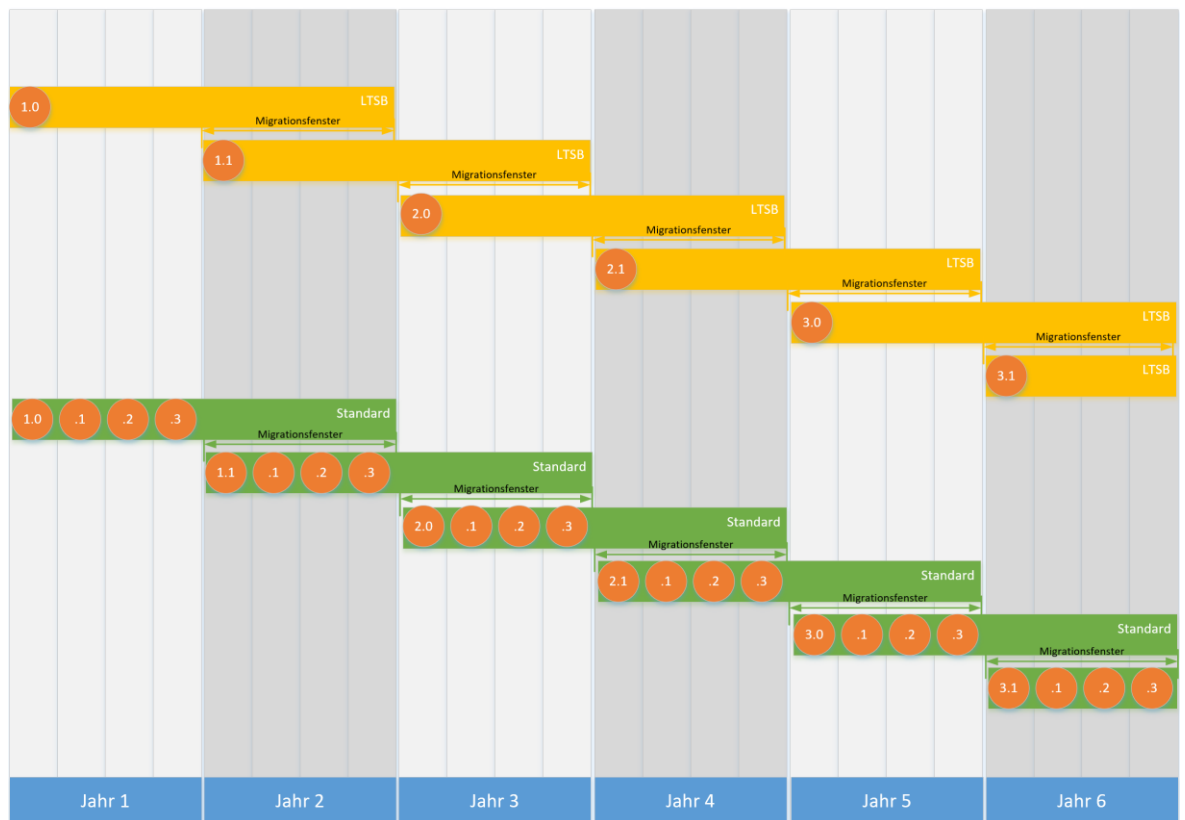 LTSB
1.0
Migrationsfenster
LTSB
1.1
Migrationsfenster
LTSB
2.0
Migrationsfenster
LTSB
2.1
Migrationsfenster
LTSB
3.0
Migrationsfenster
LTSB
3.1
1.0 .1 .2 .3 Standard
Migrationsfenster
1.1 .1 .2 .3 Standard
Migrationsfenster
2.0 .1 .2 .3 Standard
Migrationsfenster
2.1 .1 .2 .3 Standard
Migrationsfenster
3.0 .1 .2 .3 Standard
Migrationsfenster
3.1 .1 .2 .3
Jahr 1 Jahr 2 Jahr 3 Jahr 4 Jahr 5 Jahr 6